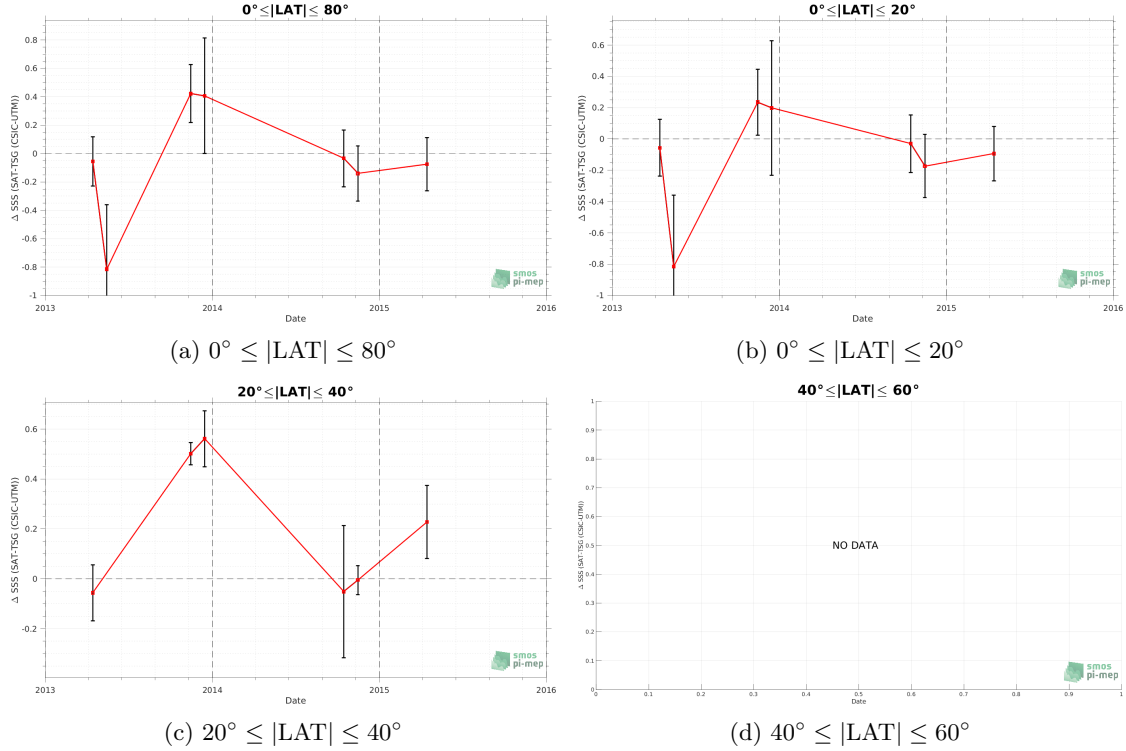 0°≤|LAT|≤ 80°
Δ SSS (SAT-TSG (CSIC-UTM))
0.8
0.6
0.4
0.2
0
-0.2
-0.4
-0.6
-0.8
-1
2013
2014
2015
2016
Date
smos
pi-mep
(a) 0° ≤ |LAT| ≤ 80°
0°≤|LAT|≤ 20°
Δ SSS (SAT-TSG (CSIC-UTM))
0.6
0.4
0.2
0
-0.2
-0.4
-0.6
-0.8
-1
2013
2014
2015
2016
Date
smos
pi-mep
(b) 0° ≤ |LAT| ≤ 20°
20°≤|LAT|≤ 40°
Δ SSS (SAT-TSG (CSIC-UTM))
0.6
0.4
0.2
0
-0.2
2013
2014
2015
2016
Date
smos
pi-mep
(c) 20° ≤ |LAT| ≤ 40°
40°≤|LAT|≤ 60°
Δ SSS (SAT-TSG (CSIC-UTM))
1
0.9
0.8
0.7
0.6
0.5
0.4
0.3
0.2
0.1
0
NO DATA
0
0.1
0.2
0.3
0.4
0.5
0.6
0.7
0.8
0.9
1
Date
smos
pi-mep
(d) 40° ≤ |LAT| ≤ 60°